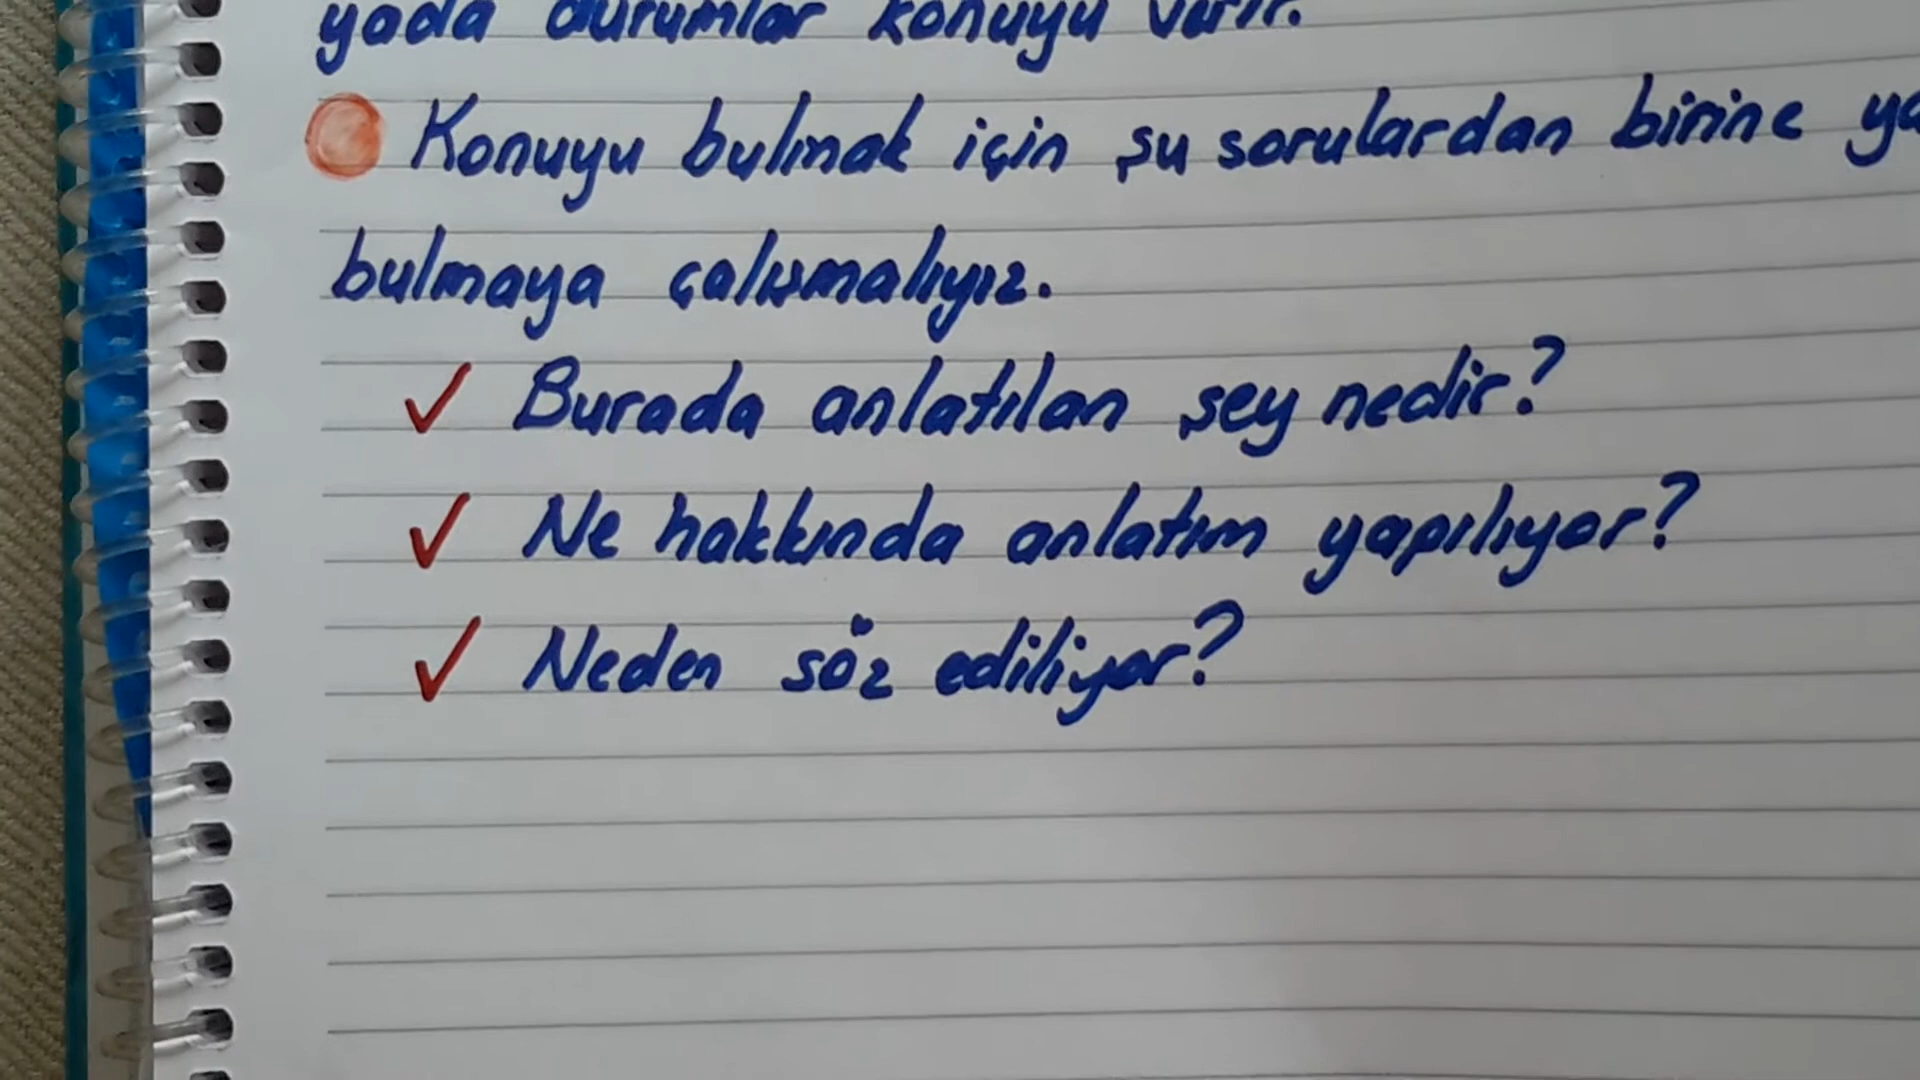 yada durumlar konuyu verir.
Konuyu bulmak için şu sorulardan birine
bulmaya çalışmalıyız.
✓ Burada anlatılan şey nedir?
✓ Ne hakkında anlatım yapılıyor?
✓ Neden söz ediliyor?